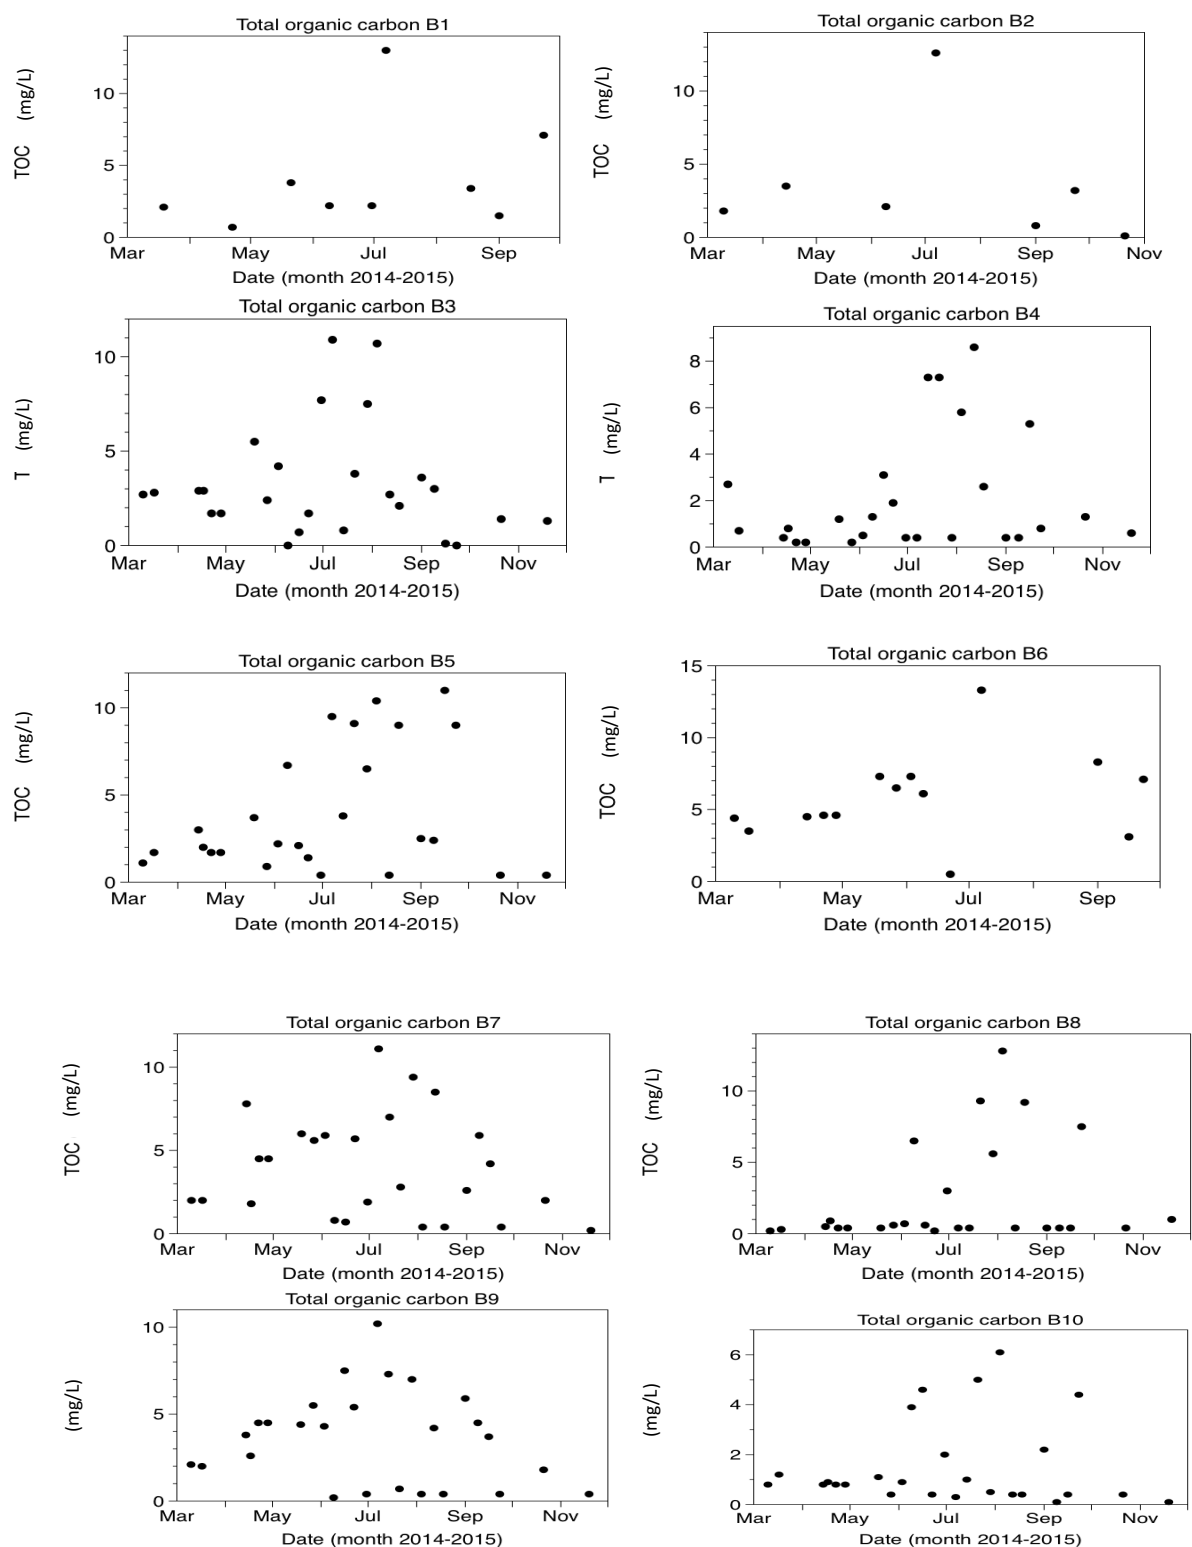 Total organic carbon B1
TOC (mg/L)
10
5
0
Mar May Jul Sep
Date (month 2014-2015)
Total organic carbon B2
TOC (mg/L)
10
5
0
Mar May Jul Sep Nov
Date (month 2014-2015)
Total organic carbon B3
T (mg/L)
10
5
0
Mar May Jul Sep Nov
Date (month 2014-2015)
Total organic carbon B4
T (mg/L)
8
6
4
2
0
Mar May Jul Sep Nov
Date (month 2014-2015)
Total organic carbon B5
TOC (mg/L)
10
5
0
Mar May Jul Sep Nov
Date (month 2014-2015)
Total organic carbon B6
TOC (mg/L)
15
10
5
0
Mar May Jul Sep
Date (month 2014-2015)
Total organic carbon B7
TOC (mg/L)
10
5
0
Mar May Jul Sep Nov
Date (month 2014-2015)
Total organic carbon B8
TOC (mg/L)
10
5
0
Mar May Jul Sep Nov
Date (month 2014-2015)
Total organic carbon B9
(mg/L)
10
5
0
Mar May Jul Sep Nov
Date (month 2014-2015)
Total organic carbon B10
(mg/L)
6
4
2
0
Mar May Jul Sep Nov
Date (month 2014-2015)